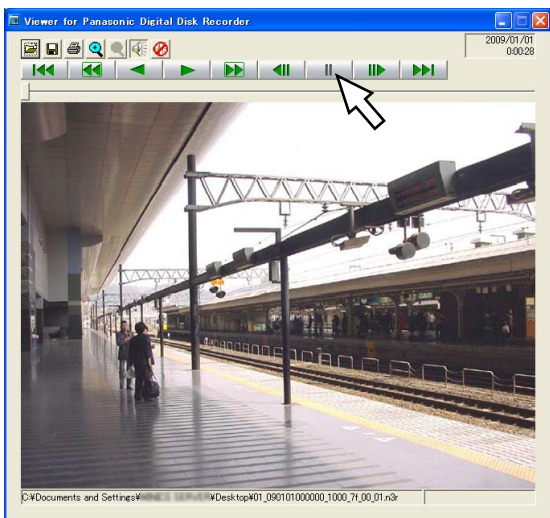 Viewer for Panasonic Digital Disk Recorder
2009/01/01
0:00:28
C:¥Documents and Settings¥ ¥Desktop¥01_090101000000_1000_7f_00_01.n3r